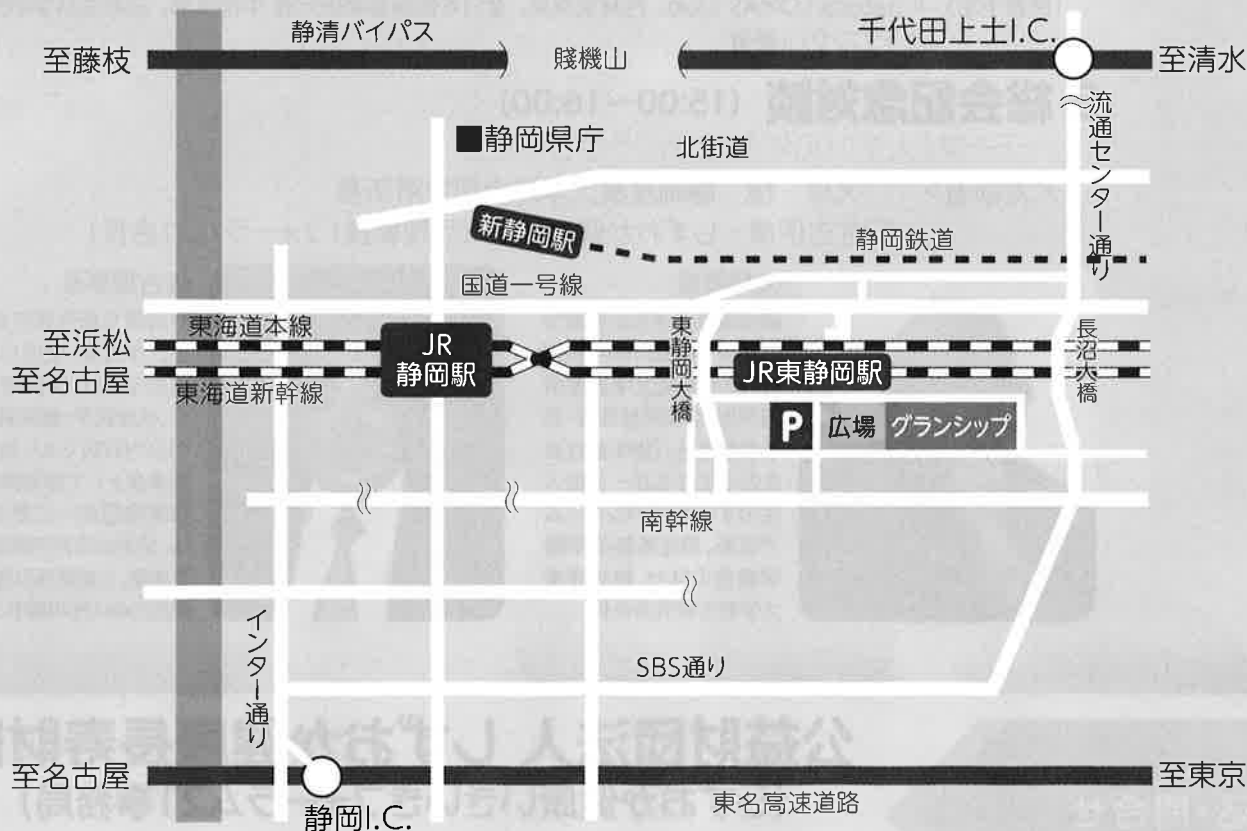 静清バイパス
千代田上土I.C.
至藤枝
賤機山
至清水
流通センター通り
■静岡県庁
北街道
新静岡駅
静岡鉄道
国道一号線
東海道本線
至浜松
JR
静岡駅
東静岡大橋
長沼大橋
至名古屋
東海道新幹線
JR東静岡駅
P
広場
グランシップ
南幹線
インター通り
SBS通り
至名古屋
至東京
東名高速道路
静岡I.C.